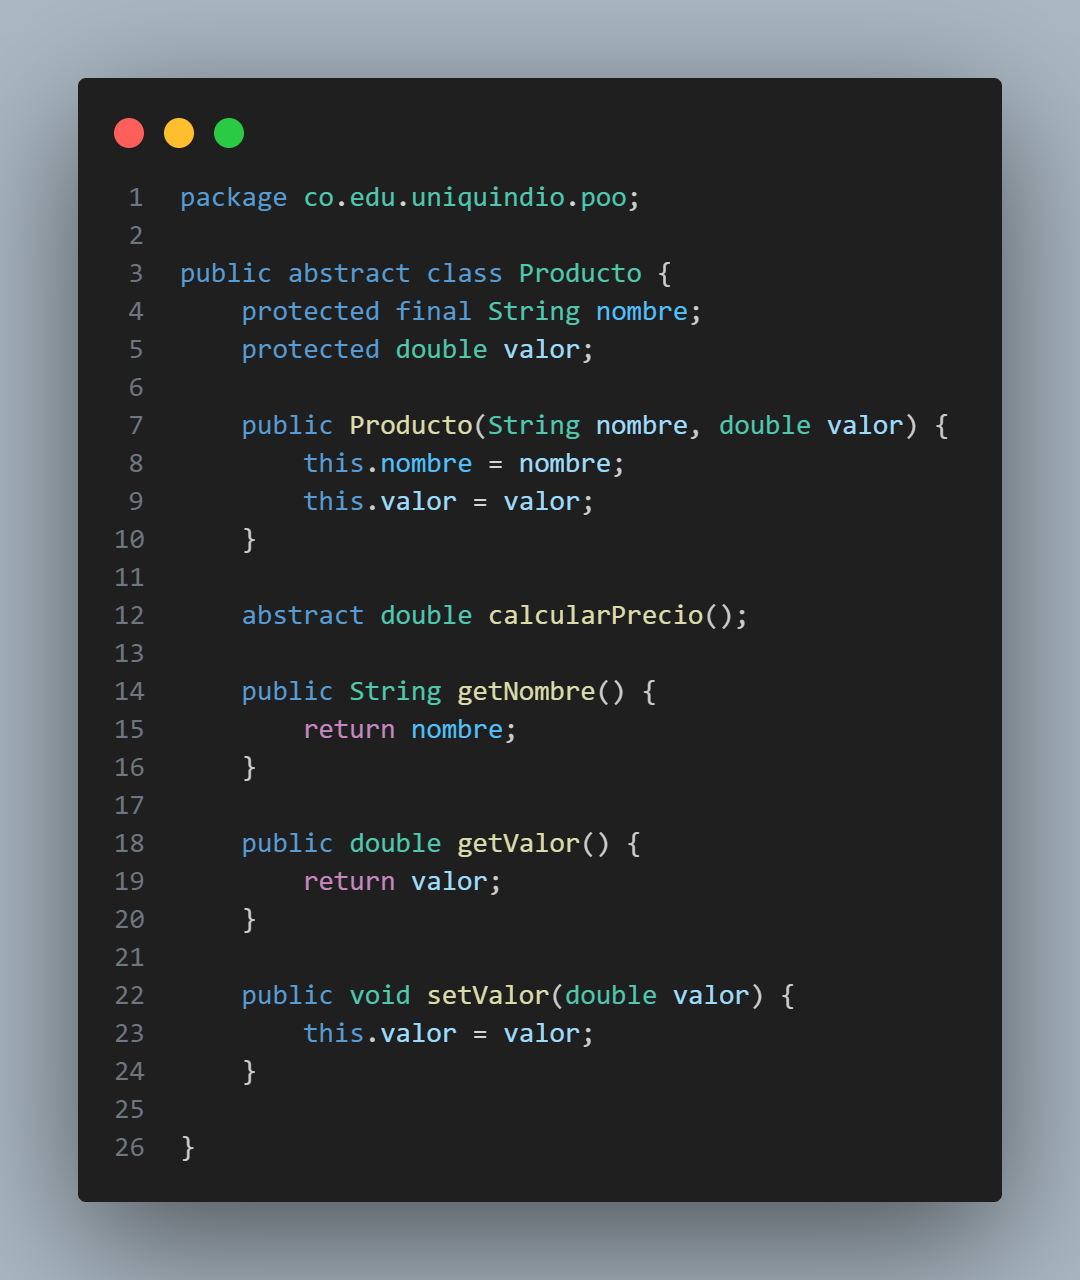 1 package co.edu.uniquindio.poo;
2
3 public abstract class Producto {
4     protected final String nombre;
5     protected double valor;
6
7     public Producto(String nombre, double valor) {
8         this.nombre = nombre;
9         this.valor = valor;
10     }
11
12     abstract double calcularPrecio();
13
14     public String getNombre() {
15         return nombre;
16     }
17
18     public double getValor() {
19         return valor;
20     }
21
22     public void setValor(double valor) {
23         this.valor = valor;
24     }
25
26 }